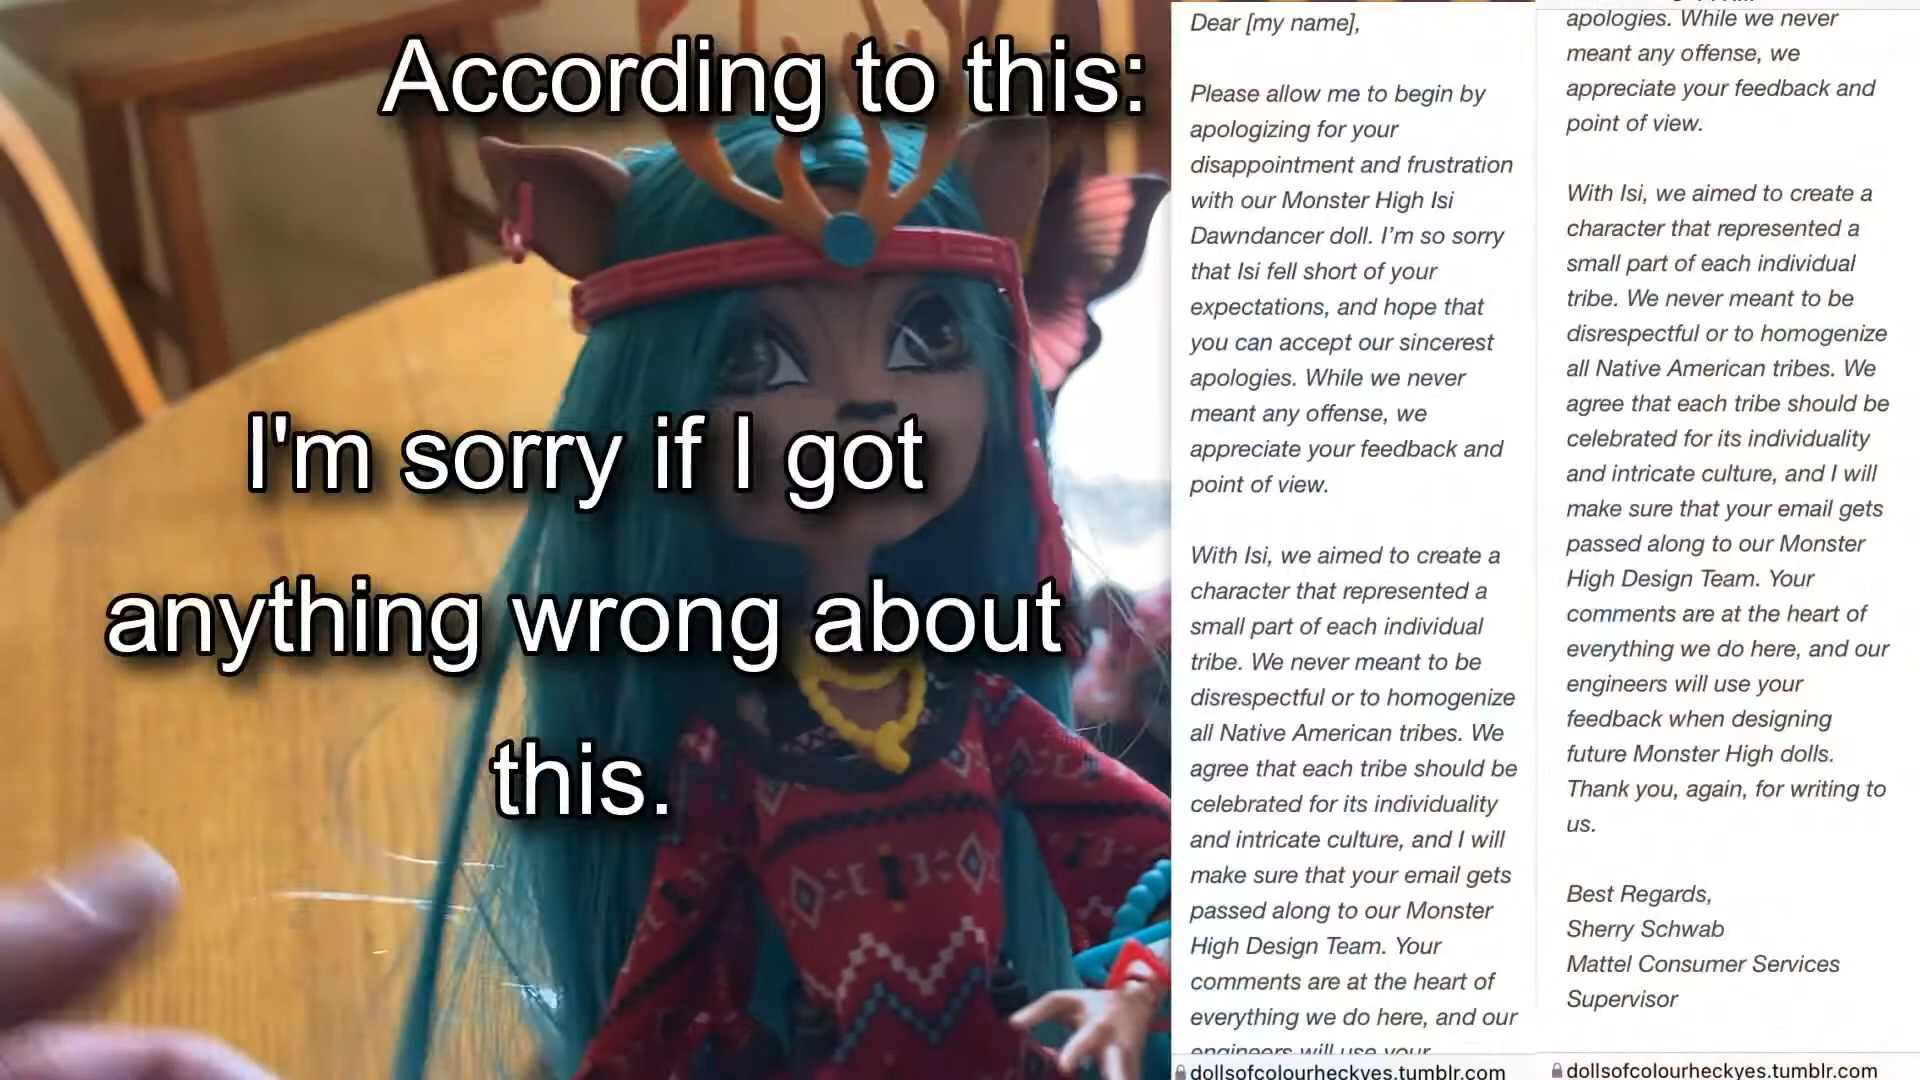 According to this:
I'm sorry if I got
anything wrong about
this.
Dear [my name],
Please allow me to begin by
apologizing for your
disappointment and frustration
with our Monster High Isi
Dawndancer doll. I’m so sorry
that Isi fell short of your
expectations, and hope that
you can accept our sincerest
apologies. While we never
meant any offense, we
appreciate your feedback and
point of view.
With Isi, we aimed to create a
character that represented a
small part of each individual
tribe. We never meant to be
disrespectful or to homogenize
all Native American tribes. We
agree that each tribe should be
celebrated for its individuality
and intricate culture, and I will
make sure that your email gets
passed along to our Monster
High Design Team. Your
comments are at the heart of
everything we do here, and our
engineers will use your
dollsofcolourheckyes.tumblr.com
apologies. While we never
meant any offense, we
appreciate your feedback and
point of view.
With Isi, we aimed to create a
character that represented a
small part of each individual
tribe. We never meant to be
disrespectful or to homogenize
all Native American tribes. We
agree that each tribe should be
celebrated for its individuality
and intricate culture, and I will
make sure that your email gets
passed along to our Monster
High Design Team. Your
comments are at the heart of
everything we do here, and our
engineers will use your
feedback when designing
future Monster High dolls.
Thank you, again, for writing to
us.
Best Regards,
Sherry Schwab
Mattel Consumer Services
Supervisor
dollsofcolourheckyes.tumblr.com